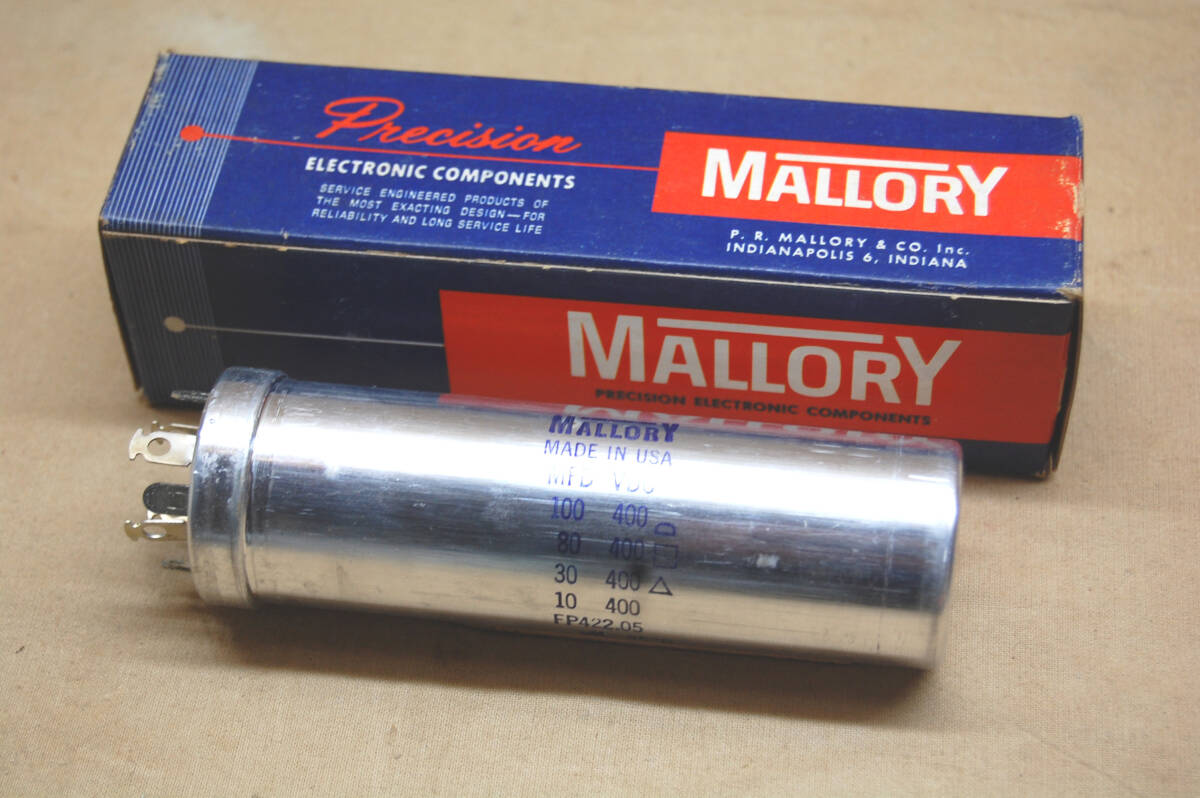 Precision
ELECTRONIC COMPONENTS
SERVICE ENGINEERED PRODUCTS OF
THE MOST EXACTING DESIGN—FOR
RELIABILITY AND LONG SERVICE LIFE
MALLORY
P. R. MALLORY & CO. Inc.
INDIANAPOLIS 6, INDIANA
MALLORY
PRECISION ELECTRONIC COMPONENTS
MALLORY
MADE IN USA
MFD VDC
100 400
80 400
30 400
10 400
FP422.05